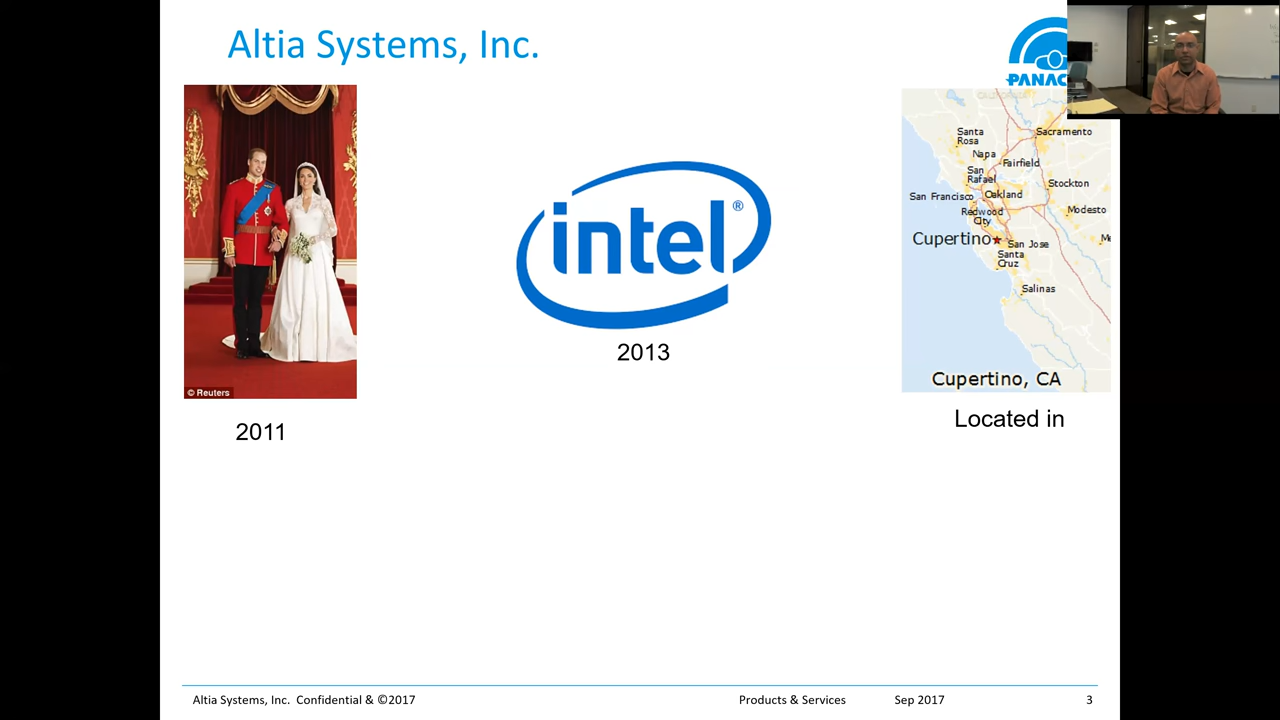 Altia Systems, Inc.
PANAC
© Reuters
2011
intel®
2013
Santa
Rosa
Sacramento
Napa
Fairfield
San
Rafael
Stockton
Oakland
San Francisco
Modesto
Redwood
City
Cupertino
San Jose
Santa
Cruz
Salinas
Cupertino, CA
Located in
Altia Systems, Inc. Confidential & ©2017
Products & Services
Sep 2017
3